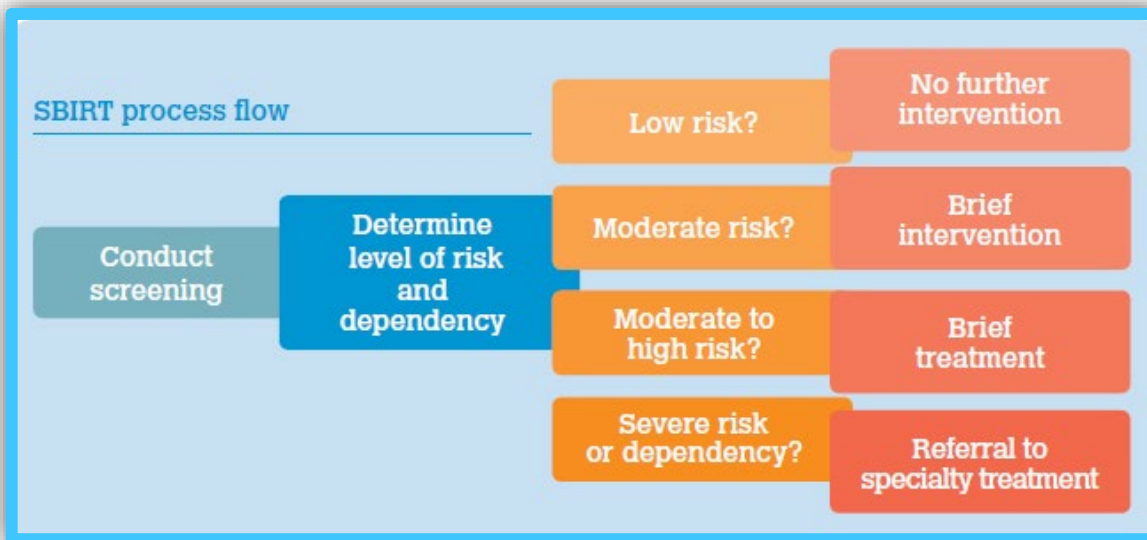 SBIRT process flow
Conduct
screening
Determine
level of risk
and
dependency
Low risk?
No further
intervention
Moderate risk?
Brief
intervention
Moderate to
high risk?
Brief
treatment
Severe risk
or dependency?
Referral to
specialty treatment